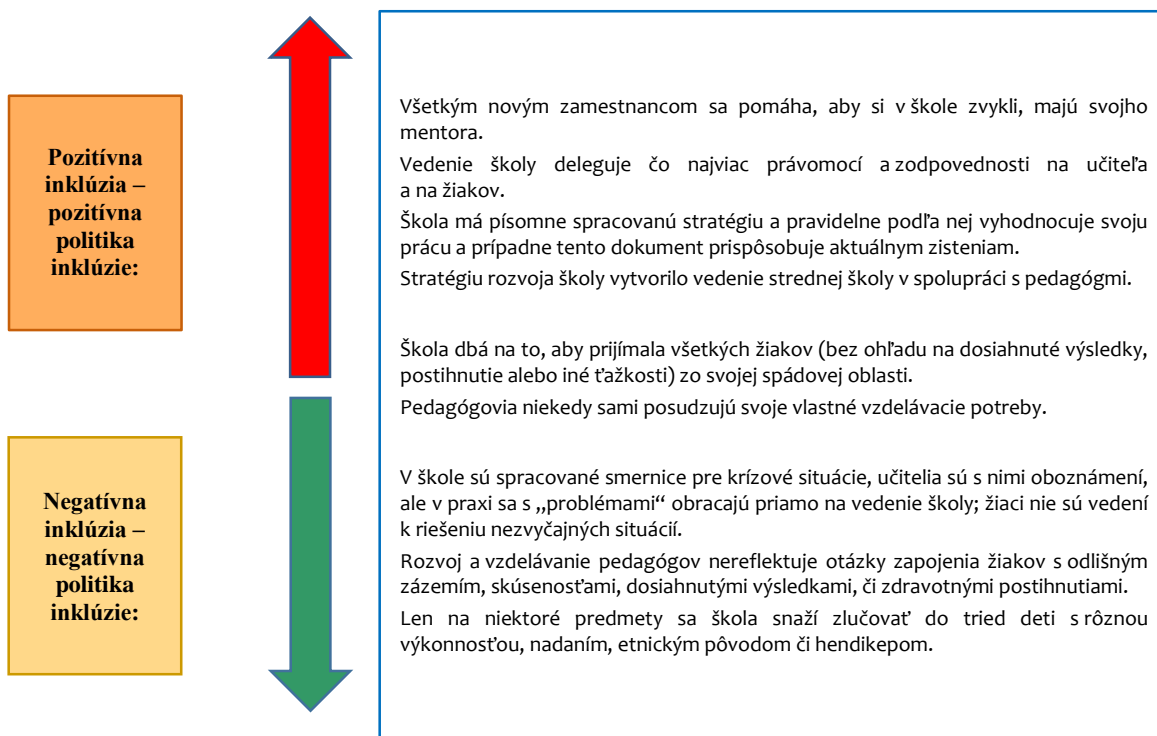 Pozitívna
inklúzia –
pozitívna
politika
inklúzie:
Všetkým novým zamestnancom sa pomáha, aby si v škole zvykli, majú svojho
mentora.
Vedenie školy deleguje čo najviac právomocí a zodpovednosti na učiteľa
a na žiakov.
Škola má písomne spracovanú stratégiu a pravidelne podľa nej vyhodnocuje svoju
prácu a prípadne tento dokument prispôsobuje aktuálnym zisteniam.
Stratégiu rozvoja školy vytvorilo vedenie strednej školy v spolupráci s pedagógmi.
Škola dbá na to, aby prijímala všetkých žiakov (bez ohľadu na dosiahnuté výsledky,
postihnutie alebo iné ťažkosti) zo svojej spádovej oblasti.
Pedagógovia niekedy sami posudzujú svoje vlastné vzdelávacie potreby.
Negatívna
inklúzia –
negatívna
politika
inklúzie:
V škole sú spracované smernice pre krízové situácie, učitelia sú s nimi oboznámení,
ale v praxi sa s „problémami“ obracajú priamo na vedenie školy; žiaci nie sú vedení
k riešeniu nezvyčajných situácií.
Rozvoj a vzdelávanie pedagógov nereflektuje otázky zapojenia žiakov s odlišným
zázemím, skúsenosťami, dosiahnutými výsledkami, či zdravotnými postihnutiami.
Len na niektoré predmety sa škola snaží zlučovať do tried deti s rôznou
výkonnosťou, nadaním, etnickým pôvodom či hendikepom.